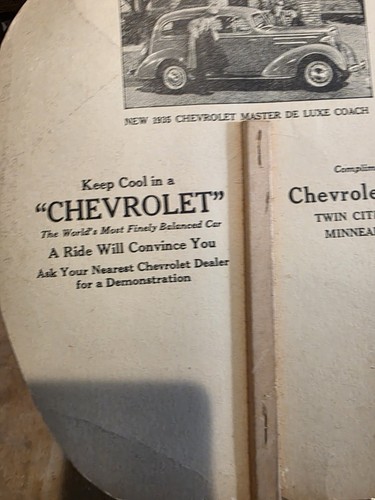 NEW 1935 CHEVROLET MASTER DE LUXE COACH
Keep Cool in a
"CHEVROLET"
The World's Most Finely Balanced Car
A Ride Will Convince You
Ask Your Nearest Chevrolet Dealer
for a Demonstration
Complim
Chevrole
TWIN CIT
MINNEA